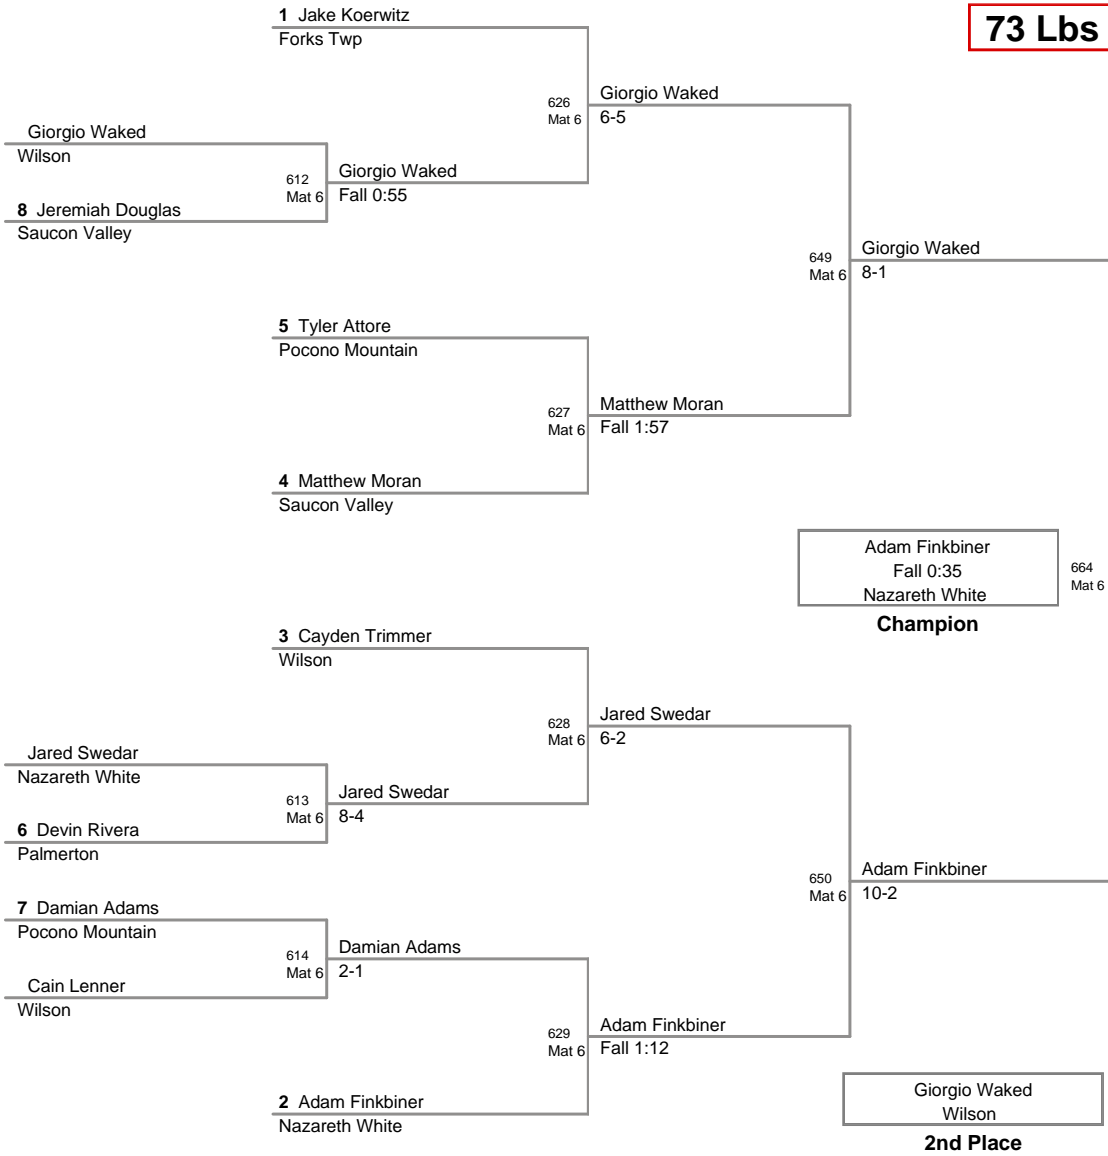 1 Jake Koerwitz
Forks Twp
73 Lbs
626
Mat 6
Giorgio Waked
6-5
Giorgio Waked
Wilson
612
Mat 6
Giorgio Waked
Fall 0:55
8 Jeremiah Douglas
Saucon Valley
649
Mat 6
Giorgio Waked
8-1
5 Tyler Attore
Pocono Mountain
627
Mat 6
Matthew Moran
Fall 1:57
4 Matthew Moran
Saucon Valley
Adam Finkbiner
Fall 0:35
Nazareth White
664
Mat 6
Champion
3 Cayden Trimmer
Wilson
628
Mat 6
Jared Swedar
6-2
Jared Swedar
Nazareth White
613
Mat 6
Jared Swedar
8-4
6 Devin Rivera
Palmerton
650
Mat 6
Adam Finkbiner
10-2
7 Damian Adams
Pocono Mountain
614
Mat 6
Damian Adams
2-1
Cain Lenner
Wilson
629
Mat 6
Adam Finkbiner
Fall 1:12
2 Adam Finkbiner
Nazareth White
Giorgio Waked
Wilson
2nd Place